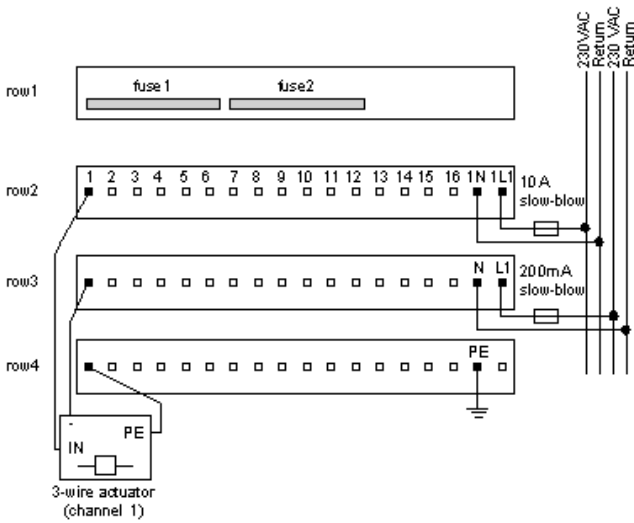 230VAC
Return
230 VAC
Return
row1
fuse1
fuse2
row2
1 2 3 4 5 6 7 8 9 10 11 12 13 14 15 16 1N 1L1
10A
slow-blow
row3
N L1
200mA
slow-blow
row4
PE
-
PE
IN
3-wire actuator
(channel 1)